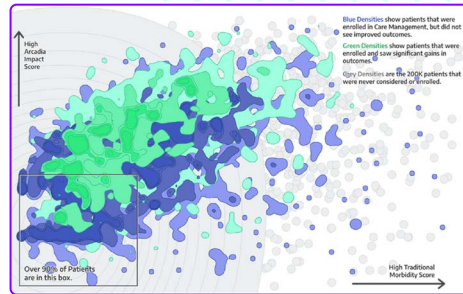 Blue Densities show patients that were
enrolled in Care Management, but did not
see improved outcomes.
Green Densities show patients that were
enrolled and saw significant gains in
outcomes.
Grey Densities are the 200K patients that
were never considered or enrolled.
High
Arcadia
Impact
Score
Over 90% of Patients
are in this box.
High Traditional
Morbidity Score